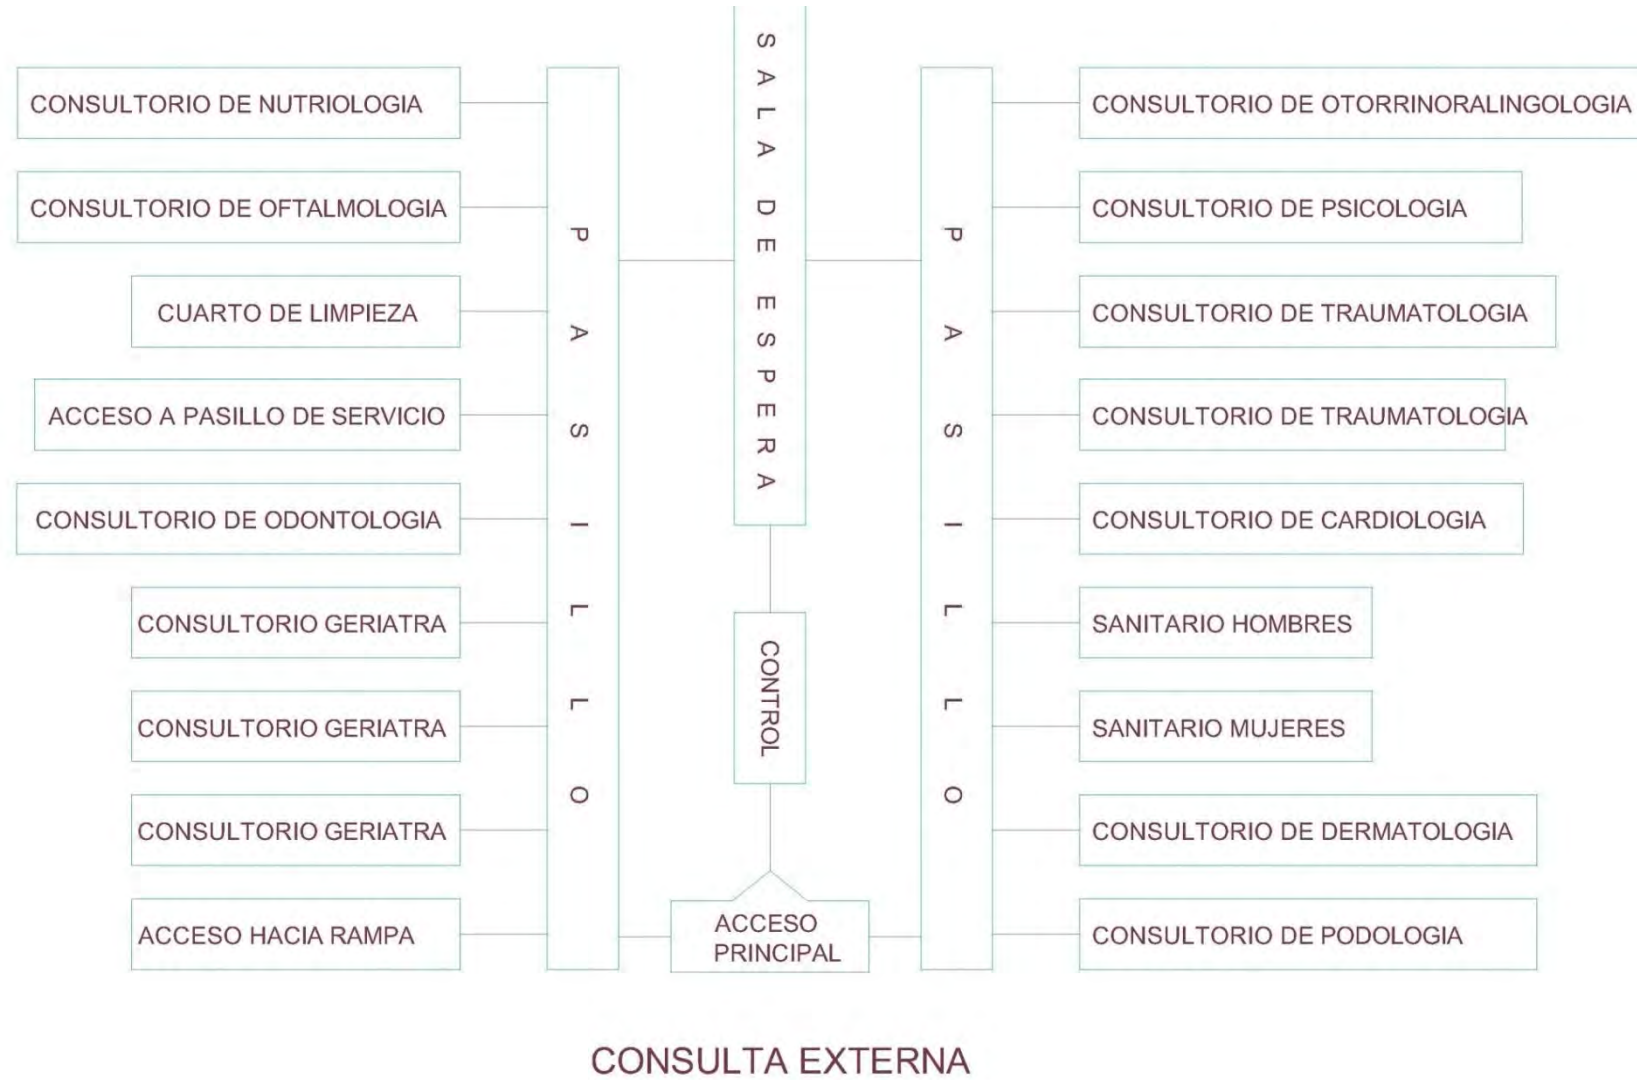 SALA DE ESPERA
CONSULTORIO DE NUTRIOLOGIA
CONSULTORIO DE OFTALMOLOGIA
CUARTO DE LIMPIEZA
ACCESO A PASILLO DE SERVICIO
CONSULTORIO DE ODONTOLOGIA
CONSULTORIO GERIATRA
CONSULTORIO GERIATRA
CONSULTORIO GERIATRA
ACCESO HACIA RAMPA
PASILLO
CONTROL
ACCESO
PRINCIPAL
PASILLO
CONSULTORIO DE OTORRINORALINGOLOGIA
CONSULTORIO DE PSICOLOGIA
CONSULTORIO DE TRAUMATOLOGIA
CONSULTORIO DE TRAUMATOLOGIA
CONSULTORIO DE CARDIOLOGIA
SANITARIO HOMBRES
SANITARIO MUJERES
CONSULTORIO DE DERMATOLOGIA
CONSULTORIO DE PODOLOGIA
CONSULTA EXTERNA